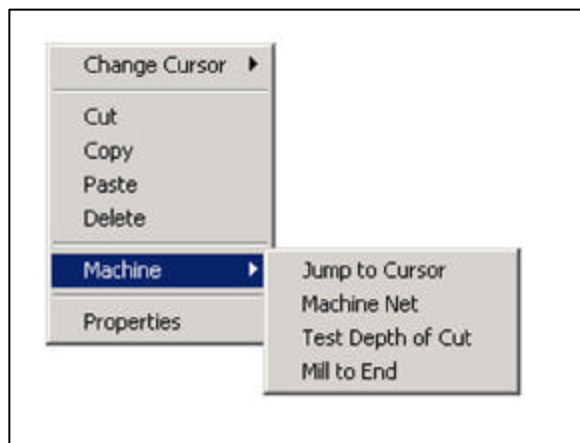 Change Cursor
Cut
Copy
Paste
Delete
Machine
Properties
Jump to Cursor
Machine Net
Test Depth of Cut
Mill to End